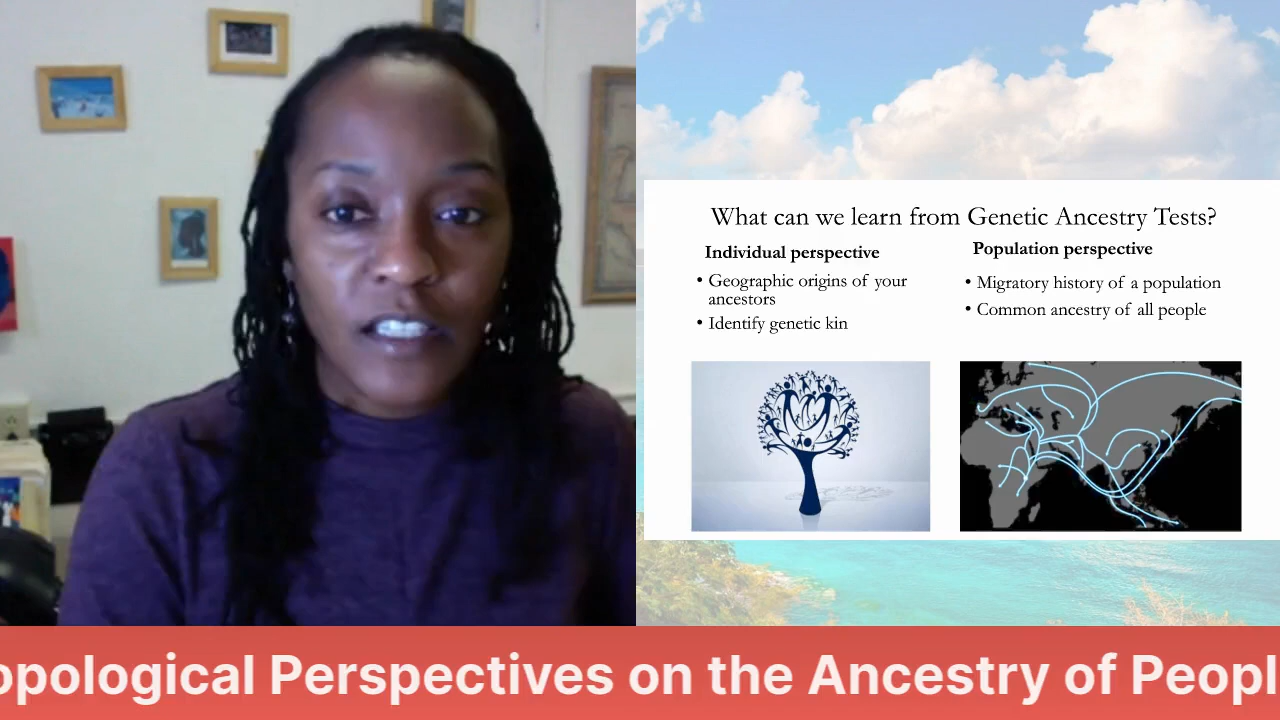 What can we learn from Genetic Ancestry Tests?
Individual perspective
• Geographic origins of your
ancestors
• Identify genetic kin
Population perspective
• Migratory history of a population
• Common ancestry of all people
opological Perspectives on the Ancestry of Peopl